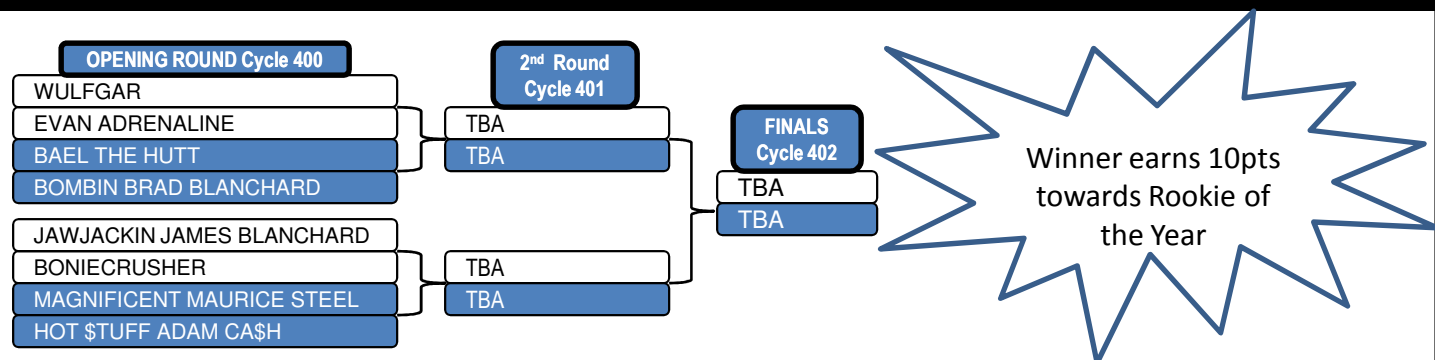 OPENING ROUND Cycle 400
WULFGAR
EVAN ADRENALINE
BAEL THE HUTT
BOMBIN BRAD BLANCHARD
JAWJACKIN JAMES BLANCHARD
BONIECRUSHER
MAGNIFICENT MAURICE STEEL
HOT $TUFF ADAM CA$H
2nd Round
Cycle 401
TBA
TBA
TBA
TBA
FINALS
Cycle 402
TBA
TBA
Winner earns 10pts
towards Rookie of
the Year